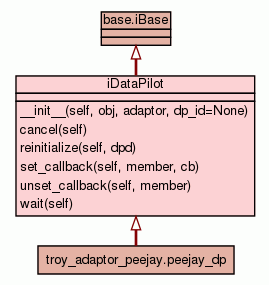 base.iBase
iDataPilot
__init__(self, obj, adaptor, dp_id=None)
cancel(self)
reinitialize(self, dpd)
set_callback(self, member, cb)
unset_callback(self, member)
wait(self)
troy_adaptor_peejay.peejay_dp